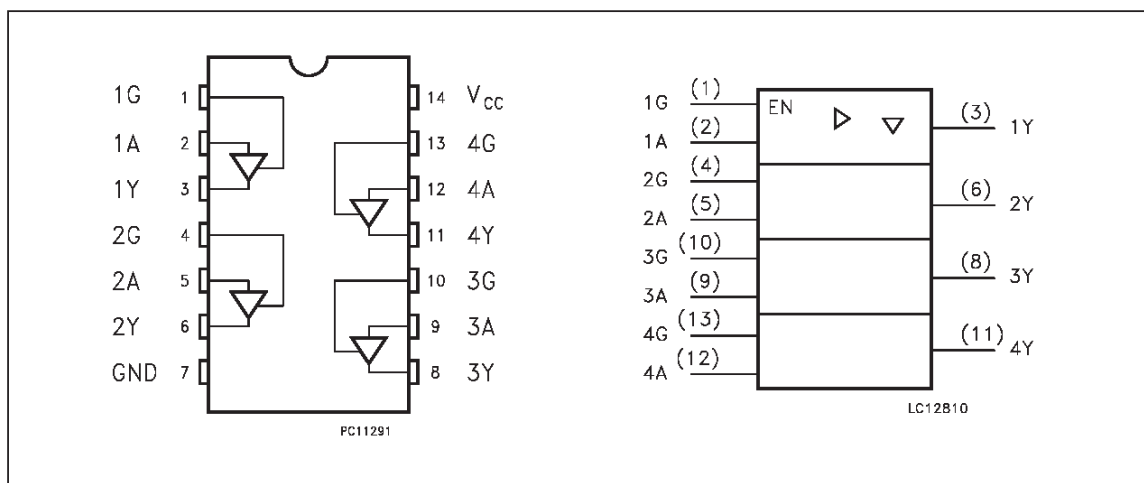 1G 1 14 VCC
1A 2 13 4G
1Y 3 12 4A
2G 4 11 4Y
2A 5 10 3G
2Y 6 9 3A
GND 7 8 3Y
PC11291
1G (1) EN (3) 1Y
1A (2)
2G (4) (6) 2Y
2A (5)
3G (10) (8) 3Y
3A (9)
4G (13) (11) 4Y
4A (12)
LC12810